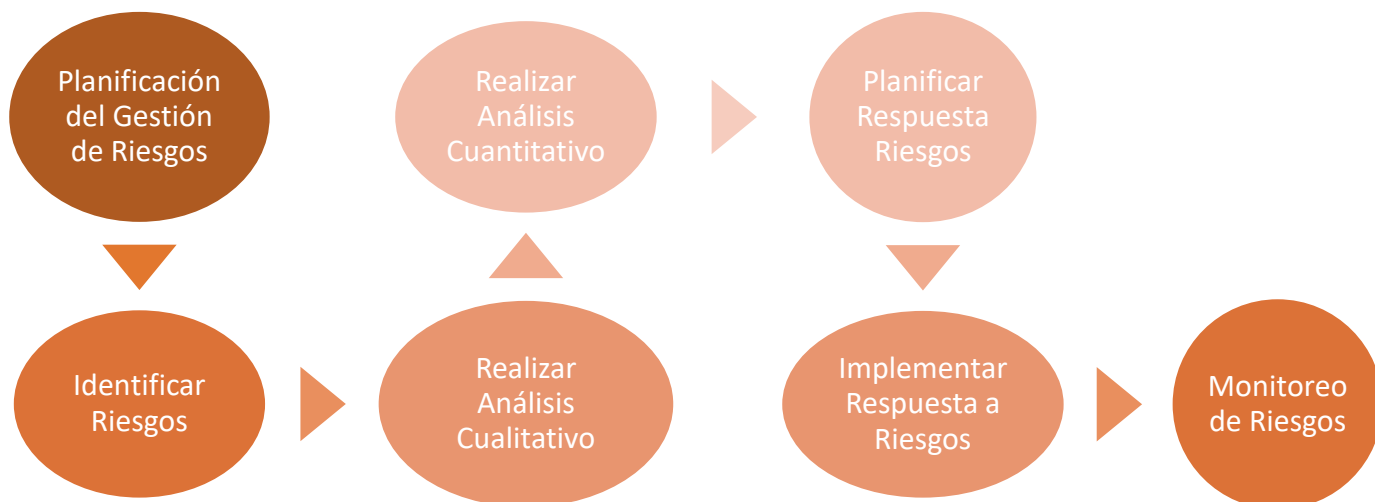 Planificación
del Gestión
de Riesgos
Identificar
Riesgos
Realizar
Análisis
Cualitativo
Realizar
Análisis
Cuantitativo
Planificar
Respuesta
Riesgos
Implementar
Respuesta a
Riesgos
Monitoreo
de Riesgos